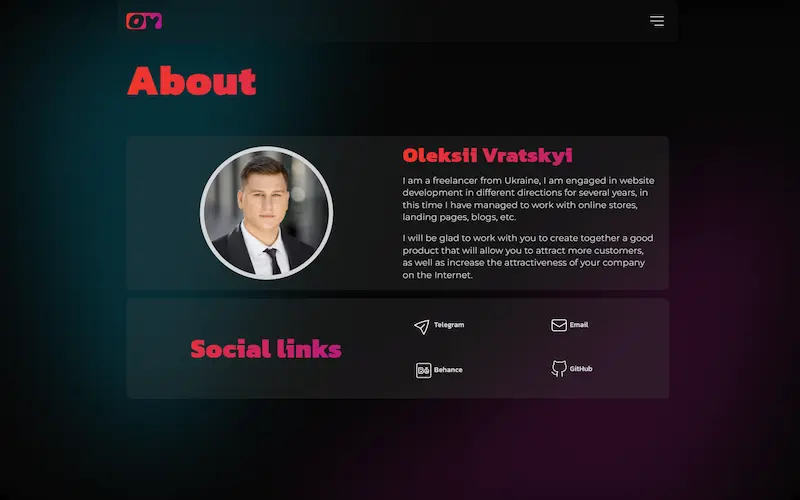 About
Oleksii Vratskyi
I am a freelancer from Ukraine, I am engaged in website
development in different directions for several years, in
this time I have managed to work with online stores,
landing pages, blogs, etc.
I will be glad to work with you to create together a good
product that will allow you to attract more customers,
as well as increase the attractiveness of your company
on the Internet.
Social links
Telegram
Email
Behance
GitHub